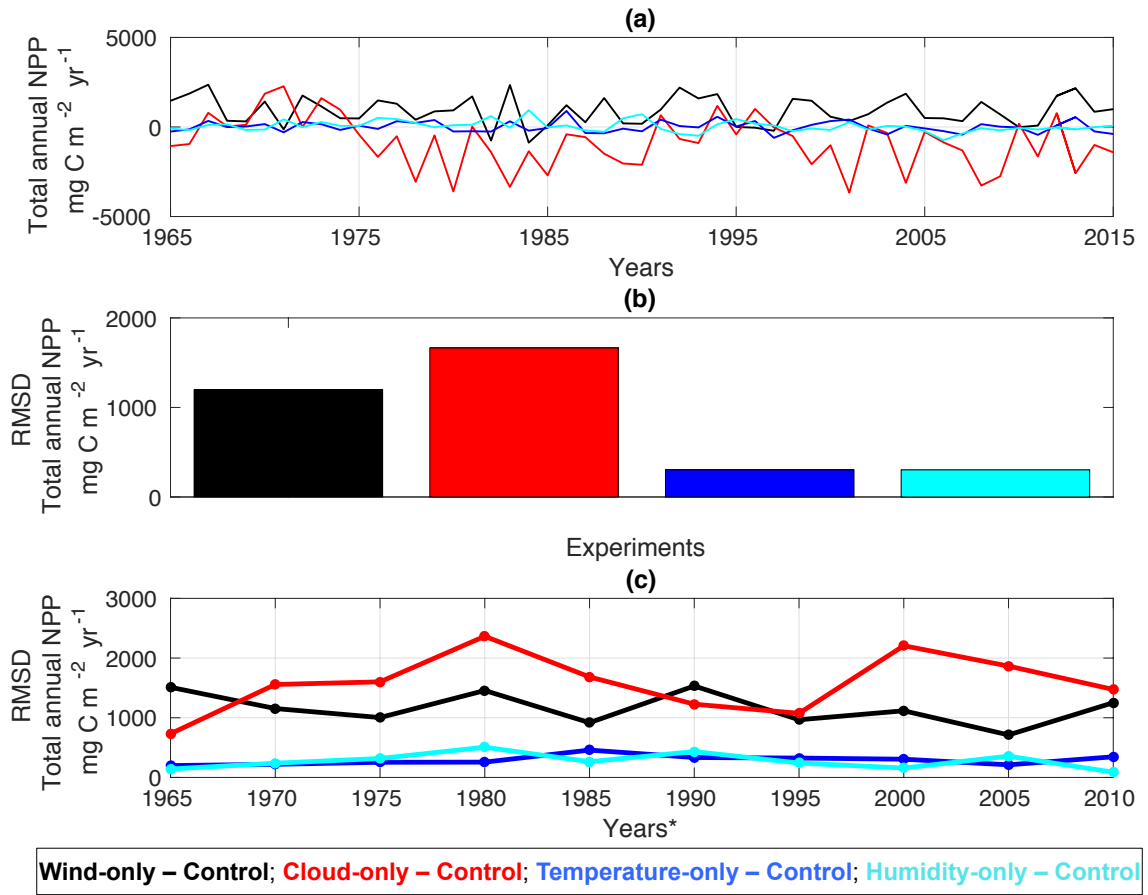 (a)
Total annual NPP
mg C m -2 yr-1
5000
0
-5000
1965
1975
1985
1995
2005
2015
Years
(b)
RMSD
Total annual NPP
mg C m -2 yr-1
2000
1000
0
Experiments
(c)
RMSD
Total annual NPP
mg C m -2 yr-1
3000
2000
1000
0
1965
1970
1975
1980
1985
1990
1995
2000
2005
2010
Years*
Wind-only – Control; Cloud-only – Control; Temperature-only – Control; Humidity-only – Control